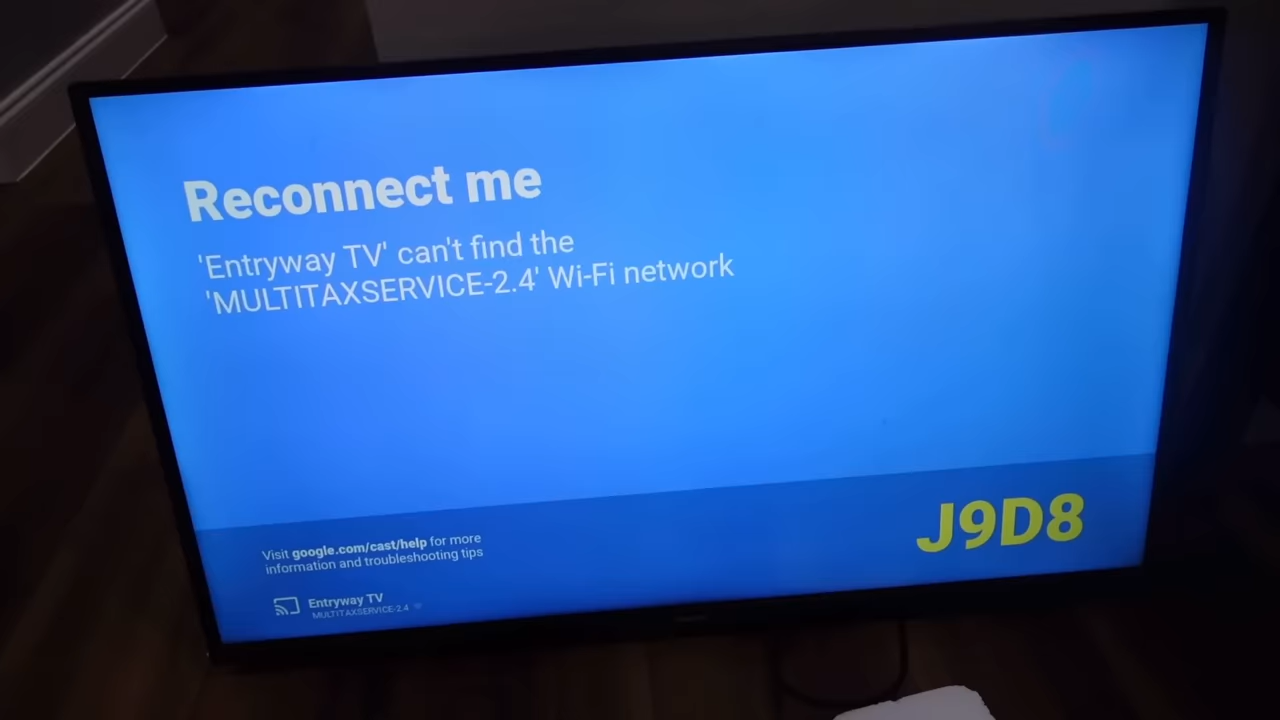 Reconnect me
'Entryway TV' can't find the
'MULTITAXSERVICE-2.4' Wi-Fi network
J9D8
Visit google.com/cast/help for more
information and troubleshooting tips
Entryway TV
MULTITAXSERVICE-2.4